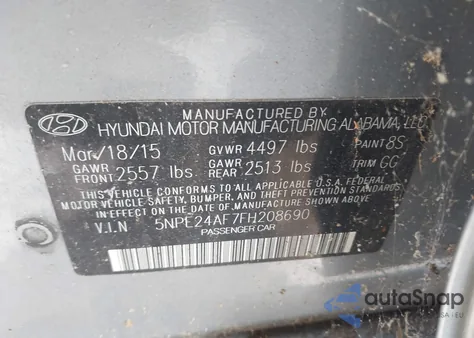 MANUFACTURED BY
HYUNDAI MOTOR MANUFACTURING ALABAMA, LLC
Mar/18/15 GVWR 4497 lbs PAINT 8S
GAWR FRONT 2557 lbs GAWR REAR 2513 lbs TRIM GG
THIS VEHICLE CONFORMS TO ALL APPLICABLE U.S.A. FEDERAL
MOTOR VEHICLE SAFETY, BUMPER, AND THEFT PREVENTION STANDARDS
IN EFFECT ON THE DATE OF MANUFACTURE SHOWN ABOVE.
V.I.N 5NPE24AF7FH208690
PASSENGER CAR
autoSnap